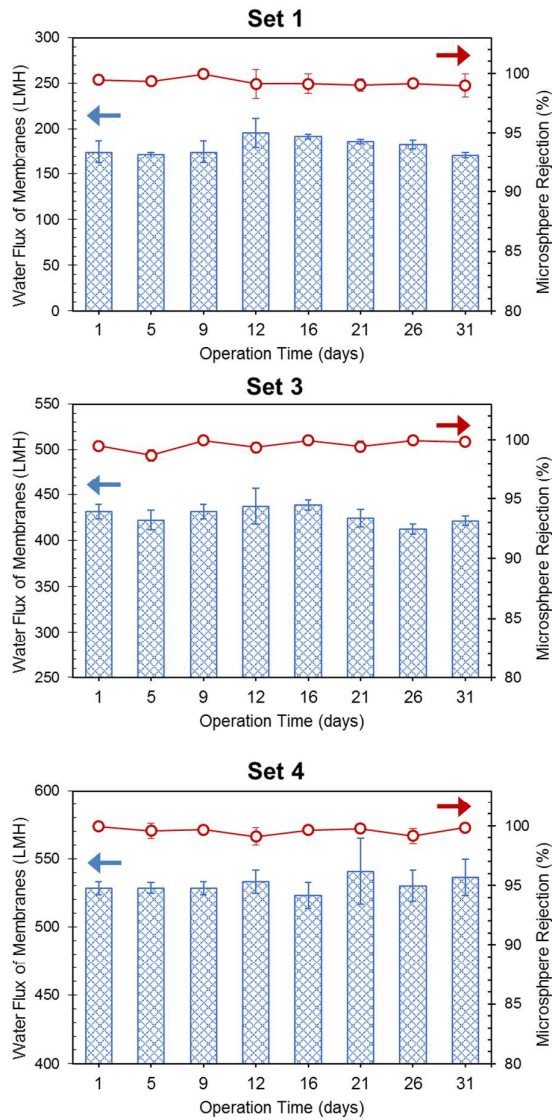 Set 1
Water Flux of Membranes (LMH)
300
250
200
150
100
50
0
100
95
90
85
80
Microsphpere Rejection (%)
1 5 9 12 16 21 26 31
Operation Time (days)
Set 3
Water Flux of Membranes (LMH)
550
500
450
400
350
300
250
100
95
90
85
80
Microsphpere Rejection (%)
1 5 9 12 16 21 26 31
Operation Time (days)
Set 4
Water Flux of Membranes (LMH)
600
550
500
450
400
100
95
90
85
80
Microsphpere Rejection (%)
1 5 9 12 16 21 26 31
Operation Time (days)